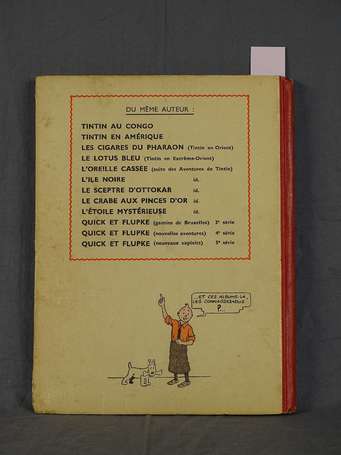 DU MÊME AUTEUR :
TINTIN AU CONGO
TINTIN EN AMÉRIQUE
LES CIGARES DU PHARAON (Tintin en Orient)
LE LOTUS BLEU (Tintin en Extrême-Orient)
L'OREILLE CASSÉE (suite des Aventures de Tintin)
L'ILE NOIRE id.
LE SCEPTRE D'OTTOKAR id.
LE CRABE AUX PINCES D'OR id.
L'ÉTOILE MYSTÉRIEUSE id.
QUICK ET FLUPKE (gamins de Bruxelles) 3e série
QUICK ET FLUPKE (nouvelles aventures) 4e série
QUICK ET FLUPKE (nouveaux exploits) 5e série
...ET CES ALBUMS-LÀ,
LES CONNAISSEZ-VOUS
?...